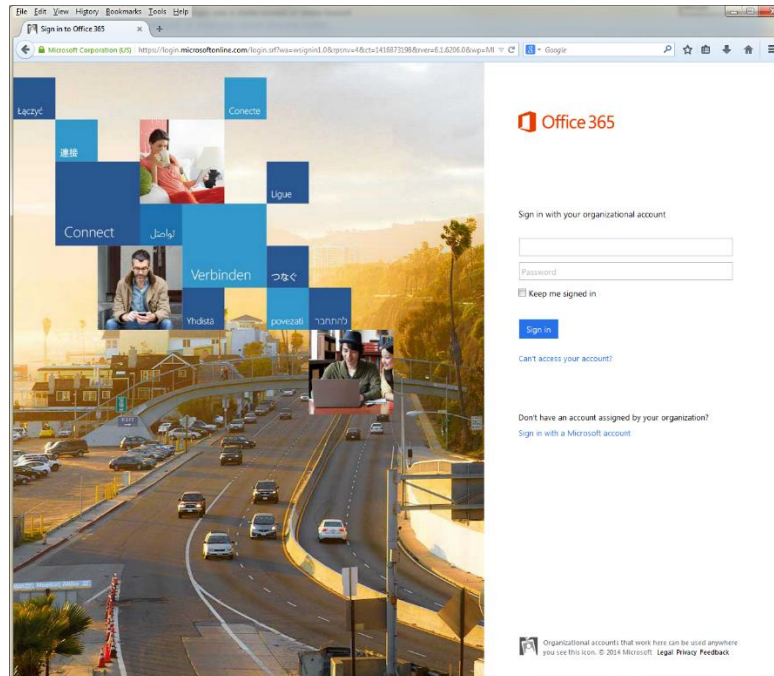 File Edit View History Bookmarks Tools Help
Sign in to Office 365
Microsoft Corporation (US) https://login.microsoftonline.com/login.srf?wa=wsignin1.0&rpsnv=4&ct=1416873198&rver=6.1.6206.0&wp=MI
Google
Łączyć
Conecte
連接
Ligue
Connect
تواصل!
Verbinden
つなぐ
Yhdistä
povezati
להתחבר
Office 365
Sign in with your organizational account
Password
Keep me signed in
Sign in
Can't access your account?
Don't have an account assigned by your organization?
Sign in with a Microsoft account
Organizational accounts that work here can be used anywhere
you see this icon. © 2014 Microsoft Legal Privacy Feedback